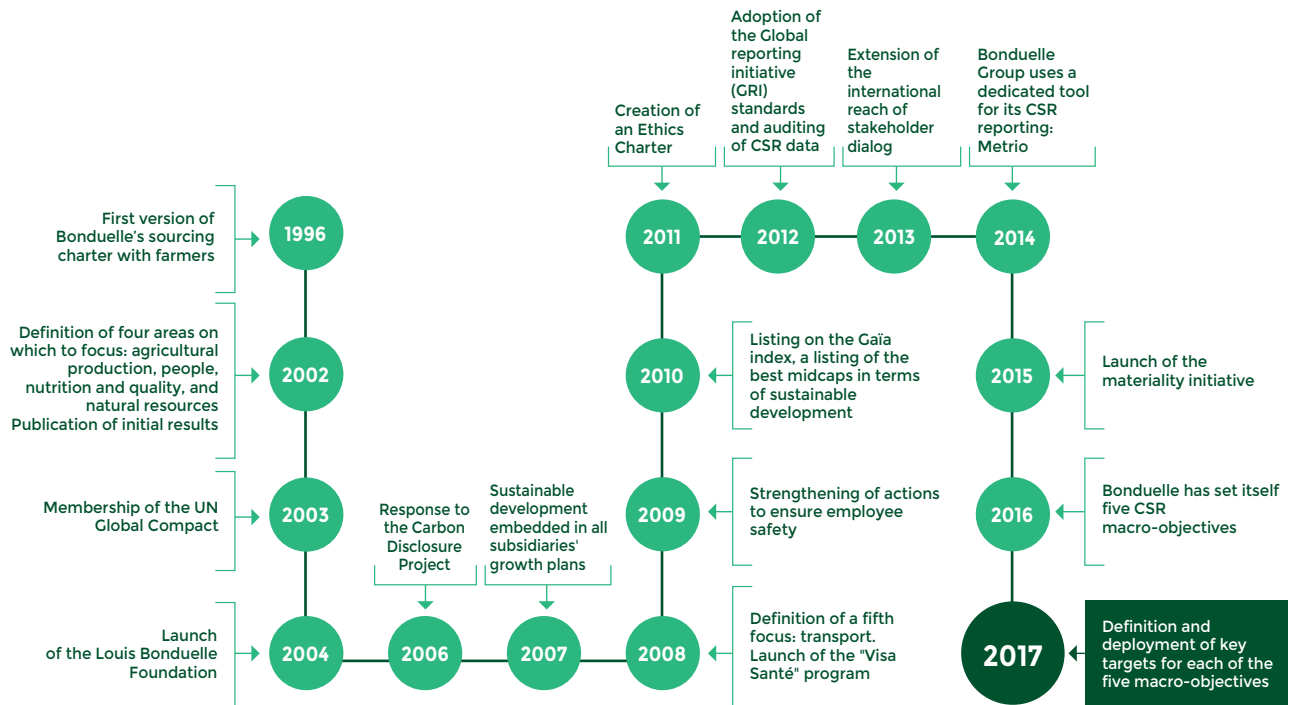 First version of
Bonduelle's sourcing
charter with farmers
1996
Definition of four areas on
which to focus: agricultural
production, people,
nutrition and quality, and
natural resources
Publication of initial results
2002
Membership of the UN
Global Compact
2003
Launch
of the Louis Bonduelle
Foundation
2004
Response to
the Carbon
Disclosure
Project
2006
Sustainable
development
embedded in all
subsidiaries'
growth plans
2007
2008
Definition of a fifth
focus: transport.
Launch of the "Visa
Santé" program
2009
Strengthening of actions
to ensure employee
safety
2010
Listing on the Gaïa
index, a listing of the
best midcaps in terms
of sustainable
development
Creation of
an Ethics
Charter
2011
Adoption of
the Global
reporting
initiative
(GRI)
standards
and auditing
of CSR data
2012
Extension of
the
international
reach of
stakeholder
dialog
2013
Bonduelle
Group uses a
dedicated tool
for its CSR
reporting:
Metrio
2014
2015
Launch of the
materiality initiative
2016
Bonduelle has set itself
five CSR
macro-objectives
2017
Definition and
deployment of key
targets for each of the
five macro-objectives